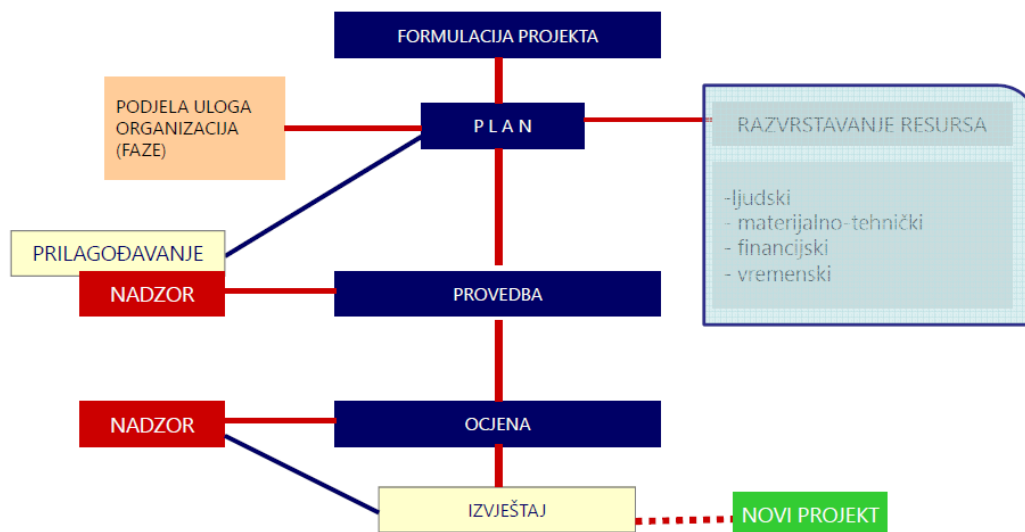 FORMULACIJA PROJEKTA
PODJELA ULOGA
ORGANIZACIJA
(FAZE)
P L A N
RAZVRSTAVANJE RESURSA
-ljudski
- materijalno-tehnički
- financijski
- vremenski
PRILAGOĐAVANJE
NADZOR
PROVEDBA
NADZOR
OCJENA
IZVJEŠTAJ
NOVI PROJEKT